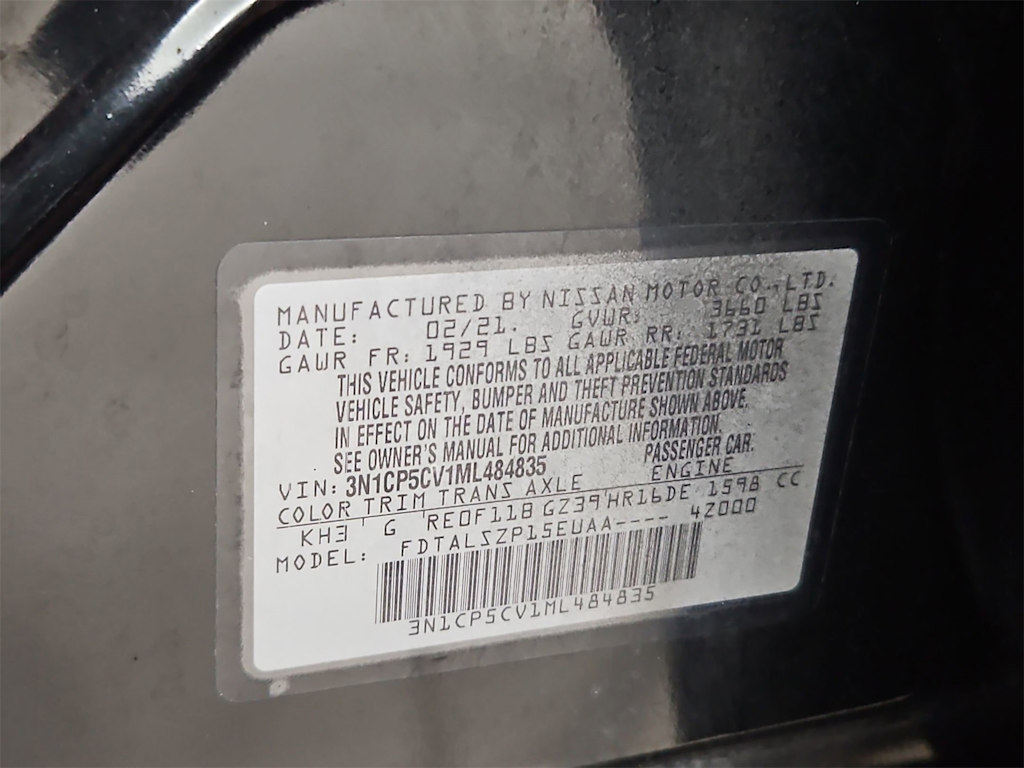 MANUFACTURED BY NISSAN MOTOR CO., LTD.
DATE: 02/21. GVWR: 3660 LBS
GAWR FR: 1929 LBS GAWR RR: 1731 LBS
THIS VEHICLE CONFORMS TO ALL APPLICABLE FEDERAL MOTOR
VEHICLE SAFETY, BUMPER AND THEFT PREVENTION STANDARDS
IN EFFECT ON THE DATE OF MANUFACTURE SHOWN ABOVE.
SEE OWNER'S MANUAL FOR ADDITIONAL INFORMATION.
VIN: 3N1CP5CV1ML484835 PASSENGER CAR.
COLOR TRIM TRANS AXLE ENGINE
KH3 G RE0F11B GZ39 HR16DE 1598 CC
MODEL: FDTALSZP15EUAA---- 42000
3N1CP5CV1ML484835